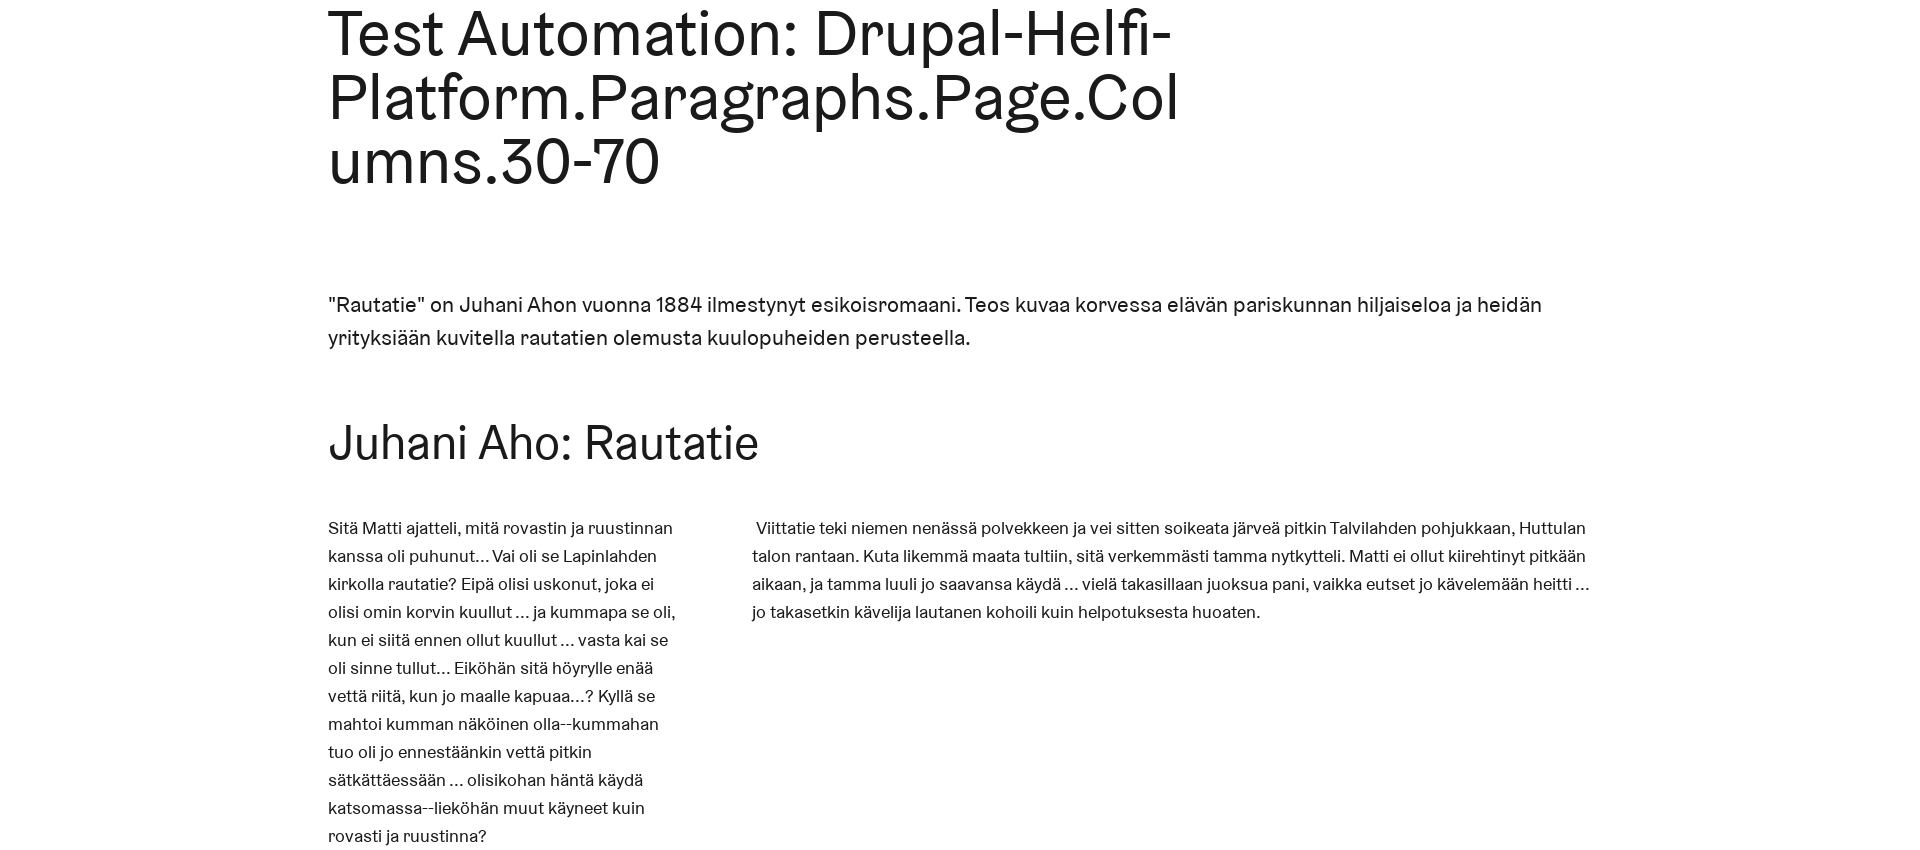 Test Automation: Drupal-Helfi-
Platform.Paragraphs.Page.Col
umns.30-70
"Rautatie" on Juhani Ahon vuonna 1884 ilmestynyt esikoisromaani. Teos kuvaa korvessa elävän pariskunnan hiljaiseloa ja heidän
yrityksiään kuvitella rautatien olemusta kuulopuheiden perusteella.
Juhani Aho: Rautatie
Sitä Matti ajatteli, mitä rovastin ja ruustinnan
kanssa oli puhunut... Vai oli se Lapinlahden
kirkolla rautatie? Eipä olisi uskonut, joka ei
olisi omin korvin kuullut ... ja kummapa se oli,
kun ei siitä ennen ollut kuullut ... vasta kai se
oli sinne tullut... Eiköhän sitä höyrylle enää
vettä riitä, kun jo maalle kapuaa...? Kyllä se
mahtoi kumman näköinen olla--kummahan
tuo oli jo ennestäänkin vettä pitkin
sätkättäessään ... olisikohan häntä käydä
katsomassa--lieköhän muut käyneet kuin
rovasti ja ruustinna?
Viittatie teki niemen nenässä polvekkeen ja vei sitten soikeata järveä pitkin Talvilahden pohjukkaan, Huttulan
talon rantaan. Kuta likemmä maata tultiin, sitä verkemmästi tamma nytkytteli. Matti ei ollut kiirehtinyt pitkään
aikaan, ja tamma luuli jo saavansa käydä ... vielä takasillaan juoksua pani, vaikka eutset jo kävelemään heitti ...
jo takasetkin kävelija lautanen kohoili kuin helpotuksesta huoaten.